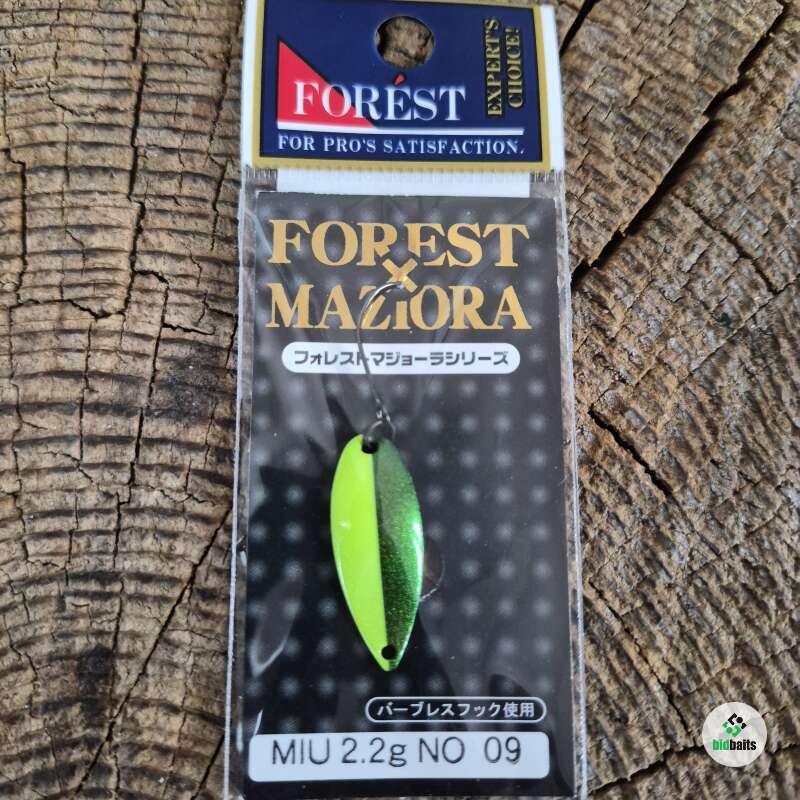 FORÉST
FOR PRO'S SATISFACTION.
EXPERT'S
CHOICE!
FOREST
×
MAZIORA
フォレストマジョーラシリーズ
バーブレスフック使用
MIU 2.2g NO 09
bidbaits